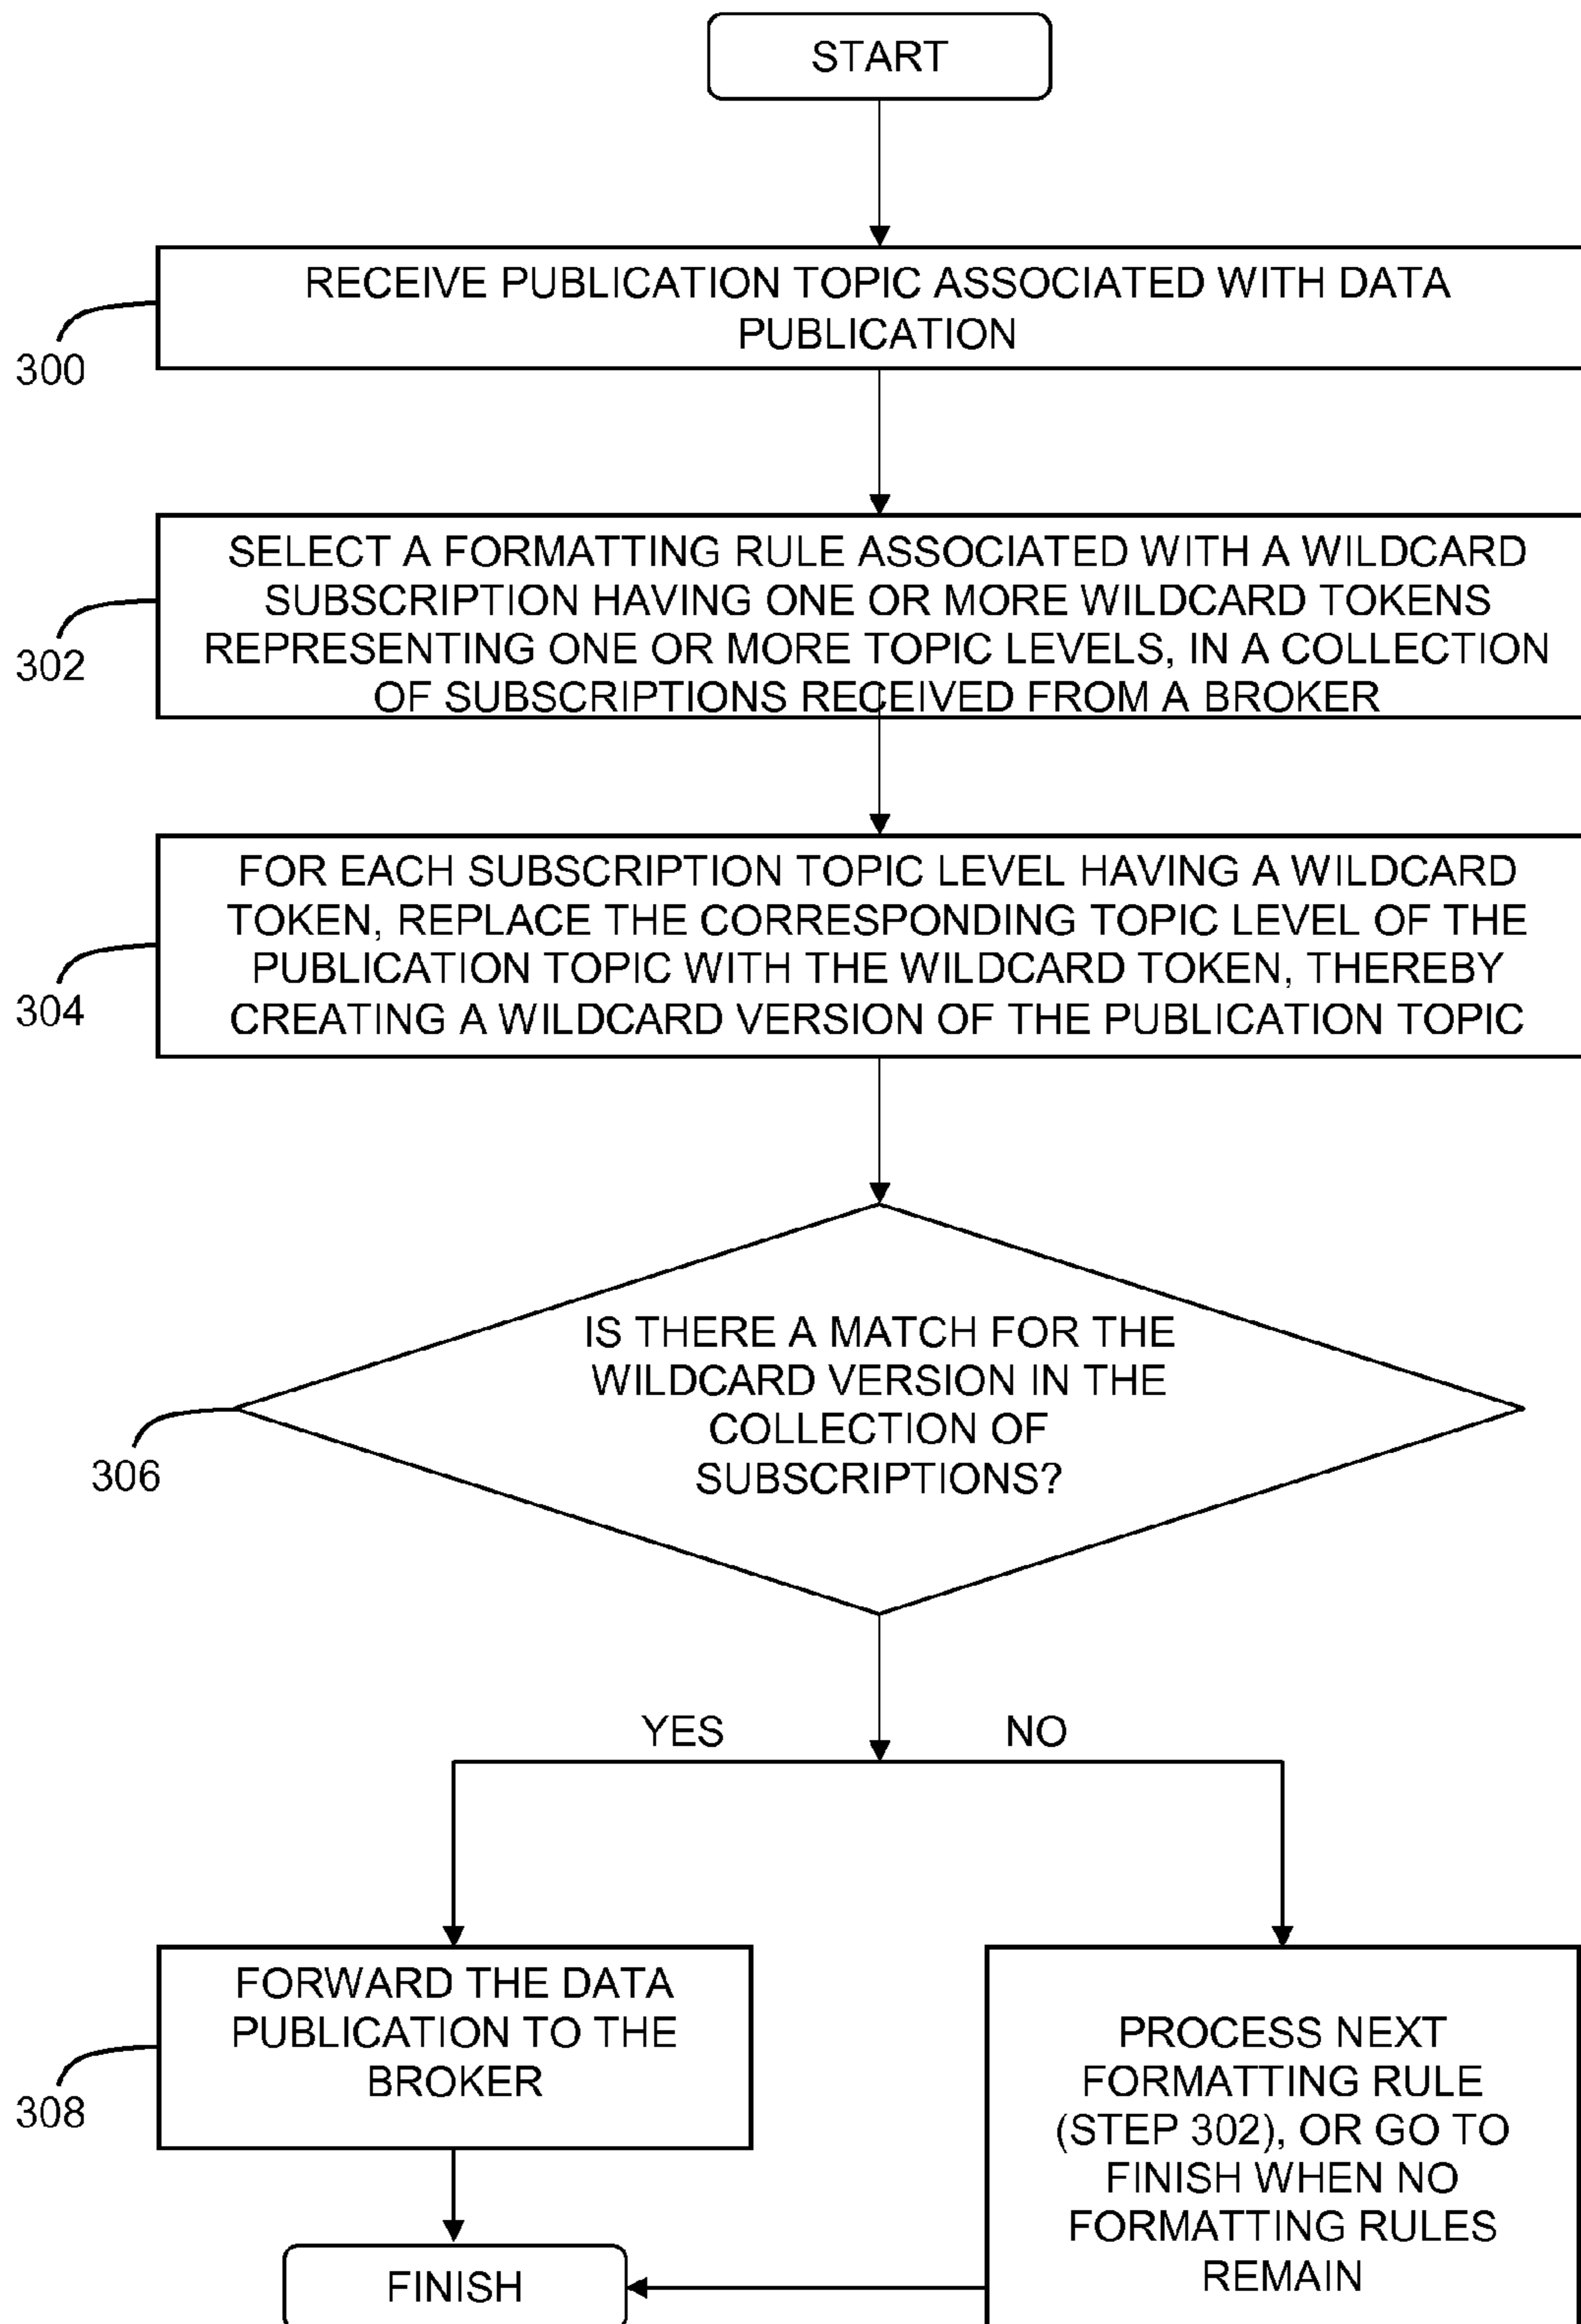 START
RECEIVE PUBLICATION TOPIC ASSOCIATED WITH DATA
PUBLICATION
300
SELECT A FORMATTING RULE ASSOCIATED WITH A WILDCARD
SUBSCRIPTION HAVING ONE OR MORE WILDCARD TOKENS
REPRESENTING ONE OR MORE TOPIC LEVELS, IN A COLLECTION
OF SUBSCRIPTIONS RECEIVED FROM A BROKER
302
FOR EACH SUBSCRIPTION TOPIC LEVEL HAVING A WILDCARD
TOKEN, REPLACE THE CORRESPONDING TOPIC LEVEL OF THE
PUBLICATION TOPIC WITH THE WILDCARD TOKEN, THEREBY
CREATING A WILDCARD VERSION OF THE PUBLICATION TOPIC
304
IS THERE A MATCH FOR THE
WILDCARD VERSION IN THE
COLLECTION OF
SUBSCRIPTIONS?
306
YES
NO
FORWARD THE DATA
PUBLICATION TO THE
BROKER
308
PROCESS NEXT
FORMATTING RULE
(STEP 302), OR GO TO
FINISH WHEN NO
FORMATTING RULES
REMAIN
FINISH